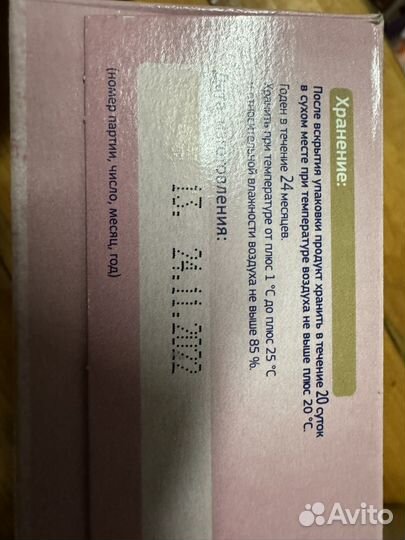 Хранение:
После вскрытия упаковки продукт хранить в течение 20 суток
в сухом месте при температуре воздуха не выше плюс 20°С.
Годен в течение 24 месяцев.
Хранить при температуре от плюс 1 °С до плюс 25 °С
относительной влажности воздуха не выше 85 %.
Дата изготовления:
13. 24.11.2022
(номер партии, число, месяц, год)
Avito